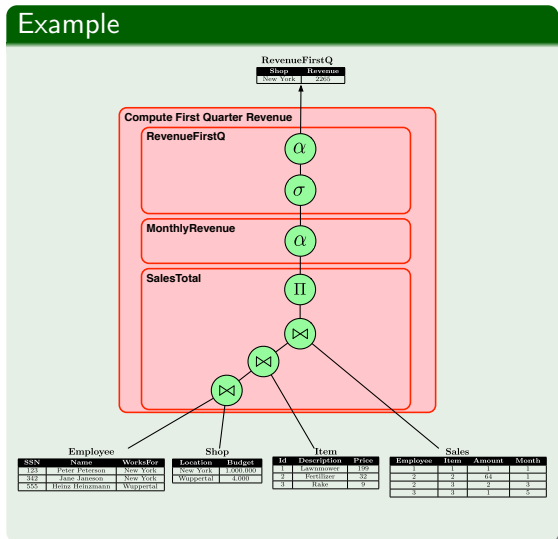 Example
RevenueFirstQ
Shop Revenue
New York 2265
Compute First Quarter Revenue
RevenueFirstQ
α
σ
MonthlyRevenue
α
SalesTotal
Π
⋈
⋈
⋈
Employee
SSN Name WorksFor
123 Peter Peterson New York
342 Jane Janeson New York
555 Heinz Heinzmann Wuppertal
Shop
Location Budget
New York 1.000.000
Wuppertal 4.000
Item
Id Description Price
1 Lawnmower 199
2 Fertilizer 32
3 Rake 9
Sales
Employee Item Amount Month
1 1 1 1
2 2 64 1
2 3 2 3
3 3 1 5